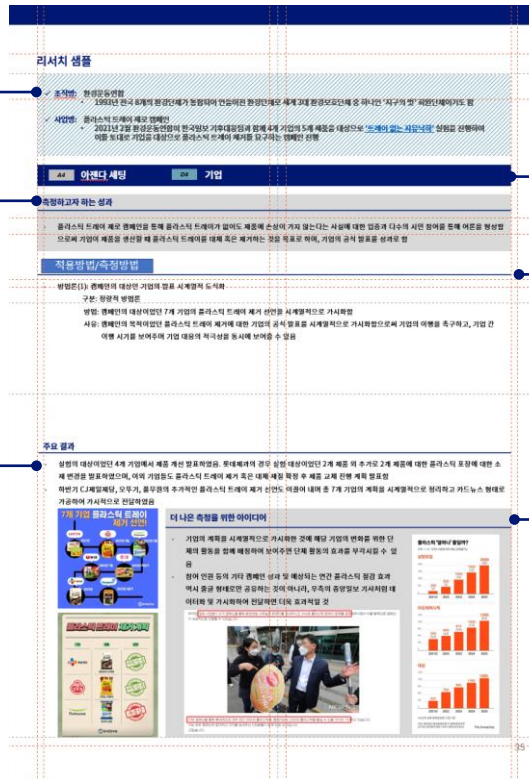 리서치 샘플
✓ 조직명: 환경운동연합
• 1993년 전국 8개의 환경단체가 통합되어 만들어진 환경단체로 세계 3대 환경보호단체 중 하나인 '지구의 벗' 회원단체이기도 함
✓ 사업명: 플라스틱 트레이 제로 캠페인
• 2021년 2월 환경운동연합이 한국일보 기후대응팀과 함께 4개 기업의 5개 제품을 대상으로 '트레이 없는 사뮤낙하' 실험을 진행하여
이를 토대로 기업을 대상으로 플라스틱 트레이 제거를 요구하는 캠페인 진행
A4 아젠다 세팅 D4 기업
측정하고자 하는 성과
플라스틱 트레이 제로 캠페인을 통해 플라스틱 트레이가 없이도 제품에 손상이 가지 않는다는 사실에 대한 입증과 다수의 시민 참여를 통해 여론을 형성함
으로써 기업이 제품을 생산할 때 플라스틱 트레이를 대체 혹은 제거하는 것을 목표로 하며, 기업의 공식 발표를 성과로 함
적용방법/측정방법
방법론(1): 캠페인의 대상인 기업의 발표 시계열적 도식화
구분: 정량적 방법론
방법: 캠페인의 대상이었던 7개 기업의 플라스틱 트레이 제거 선언을 시계열적으로 가시화함
사유: 캠페인의 목적이었던 플라스틱 트레이 제거에 대한 기업의 공식 발표를 시계열적으로 가시화함으로써 기업의 이행을 촉구하고, 기업 간
이행 시기를 보여주며 기업 대응의 적극성을 동시에 보여줄 수 있음
주요 결과
실험의 대상이었던 4개 기업에서 제품 개선 발표하였음. 롯데제과의 경우 실험 대상이었던 2개 제품 외 추가로 2개 제품에 대한 플라스틱 포장에 대한 소
재 변경을 발표하였으며, 이외 기업들도 플라스틱 트레이 제거 혹은 대체 재질 확정 후 제품 교체 진행 계획 발표함
하반기 CJ제일제당, 오뚜기, 풀무원의 추가적인 플라스틱 트레이 제거 선언도 이끌어 내며 총 7개 기업의 계획을 시계열적으로 정리하고 카드뉴스 형태로
가공하여 가시적으로 전달하였음
7개 기업 플라스틱 트레이
제거 선언!
플라스틱 트레이 제거계획
더 나은 측정을 위한 아이디어
- 기업의 계획을 시계열적으로 가시화한 것에 해당 기업의 변화를 위한 단
체의 활동을 함께 매칭하여 보여주면 단체 활동의 효과를 부각시킬 수 있
음
- 참여 인원 등의 기타 캠페인 성과 및 예상되는 연간 플라스틱 절감 효과
역시 줄글 형태로만 공유하는 것이 아니라, 우측의 중앙일보 기사처럼 데
이터화 및 가시화하여 전달하면 더욱 효과적일 것
플라스틱 '얼마나' 줄일까?
35